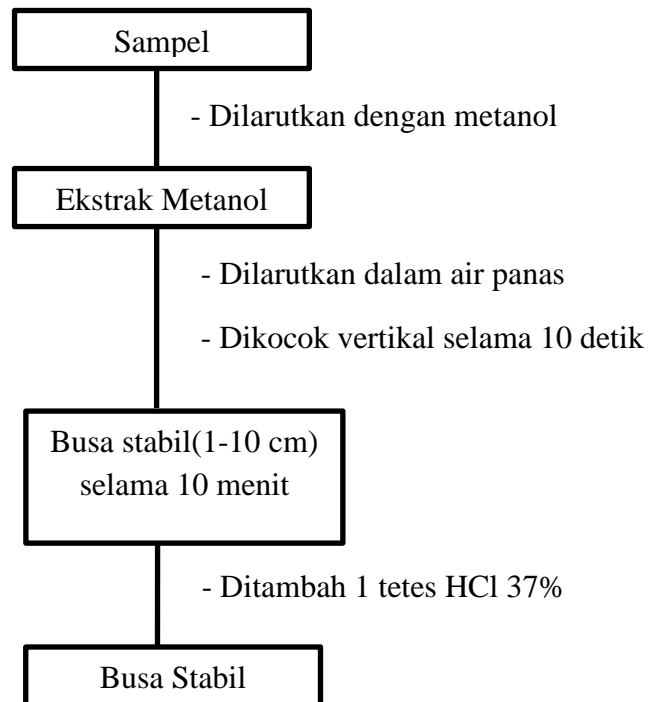 Sampel
- Dilarutkan dengan metanol
Ekstrak Metanol
- Dilarutkan dalam air panas
- Dikocok vertikal selama 10 detik
Busa stabil(1-10 cm)
selama 10 menit
- Ditambah 1 tetes HCl 37%
Busa Stabil